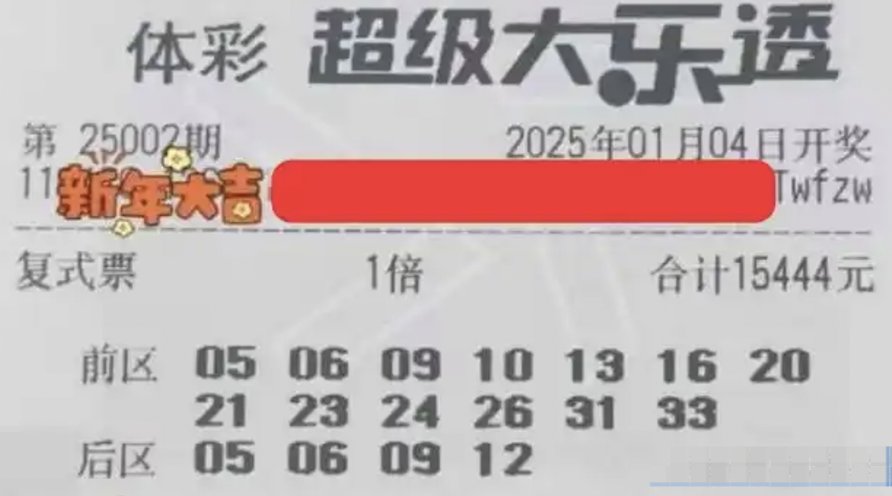 体彩 超级大乐透
第 25002期 2025年01月04日开奖
11 新年大吉 Twfzw
复式票 1倍 合计15444元
前区 05 06 09 10 13 16 20
21 23 24 26 31 33
后区 05 06 09 12